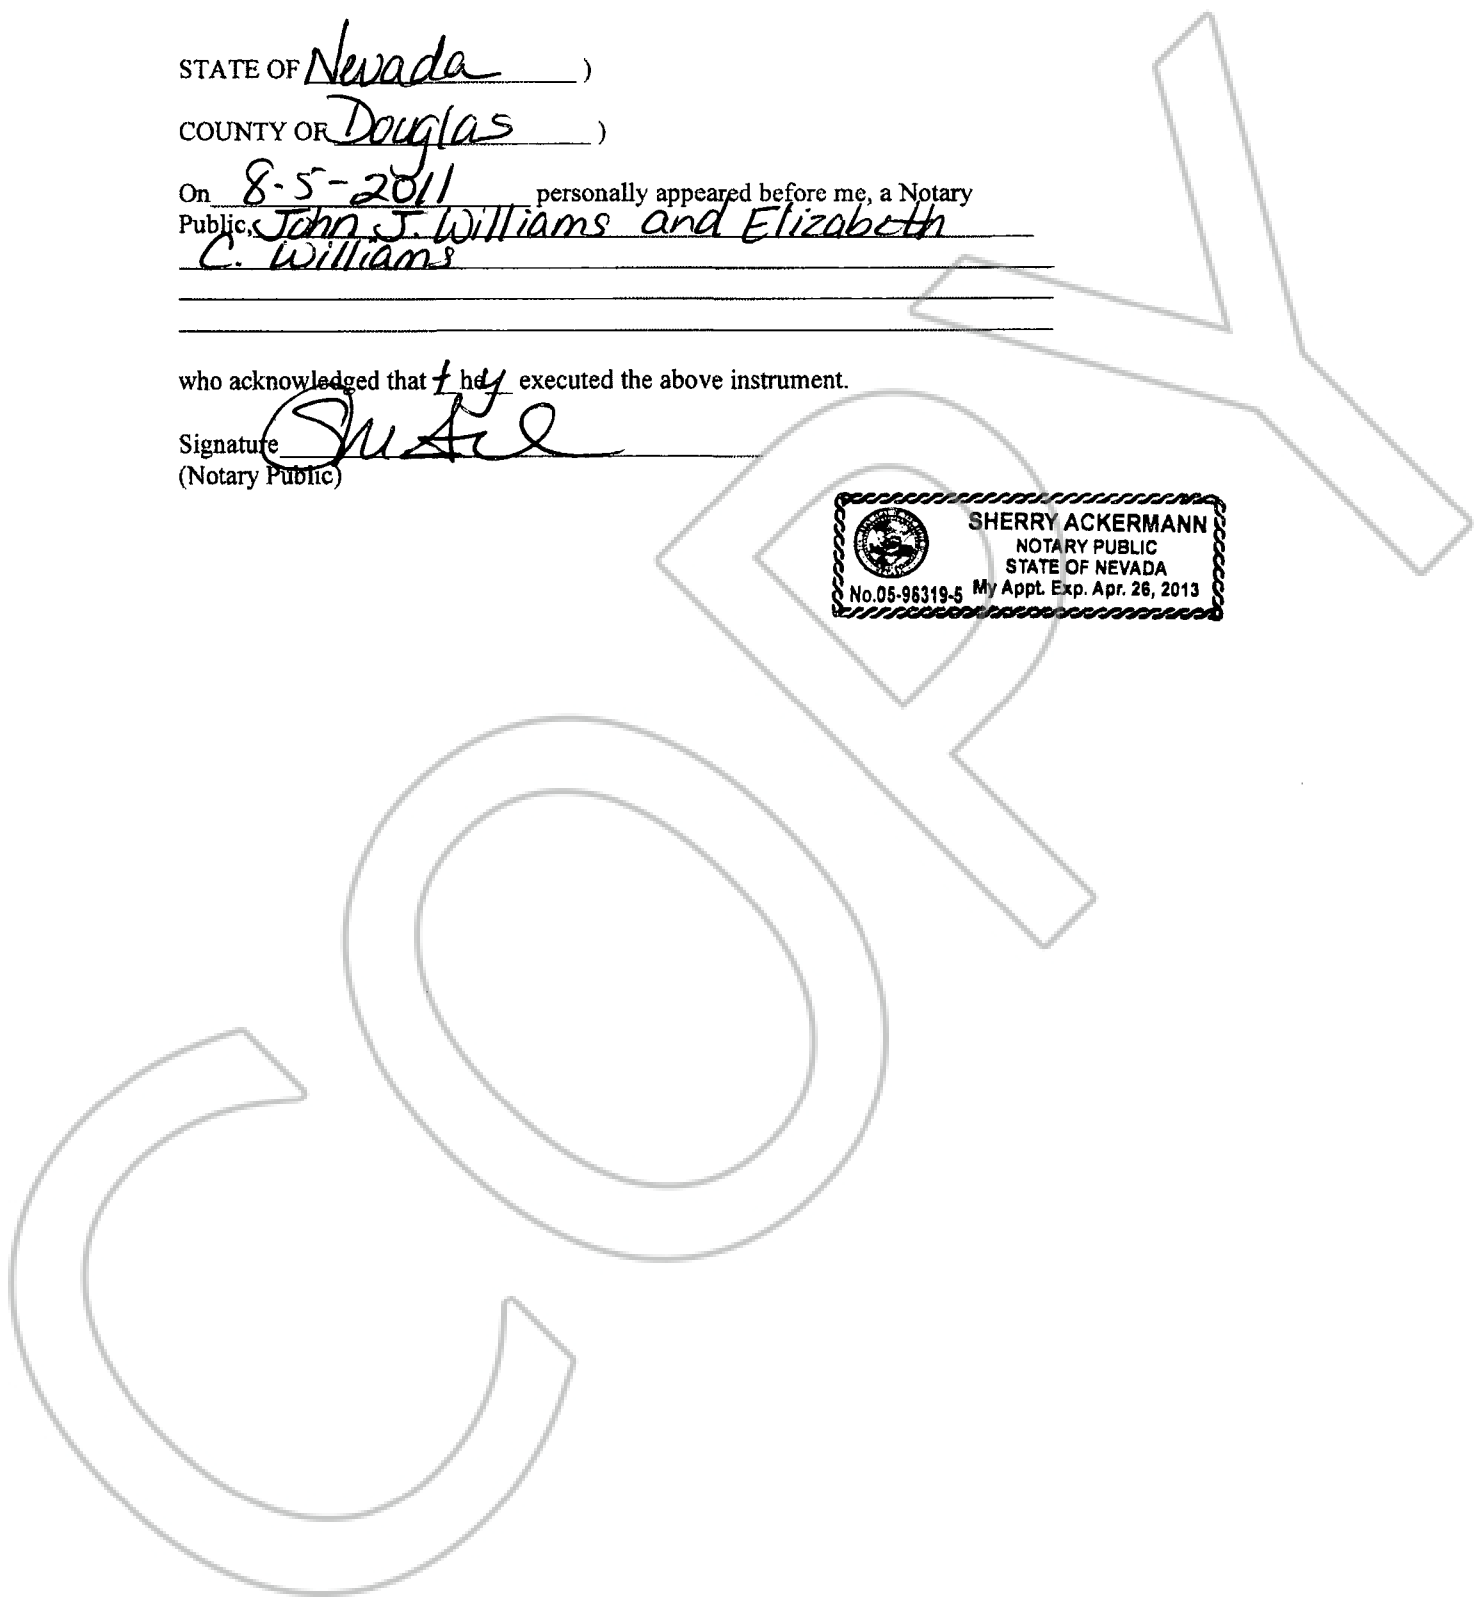 STATE OF Nevada )
COUNTY OF Douglas )
On 8-5-2011 personally appeared before me, a Notary
Public, John J. Williams and Elizabeth
C. Williams
who acknowledged that they executed the above instrument.
Signature
(Notary Public)
SHERRY ACKERMANN
NOTARY PUBLIC
STATE OF NEVADA
No.05-96319-5 My Appt. Exp. Apr. 26, 2013
COPY